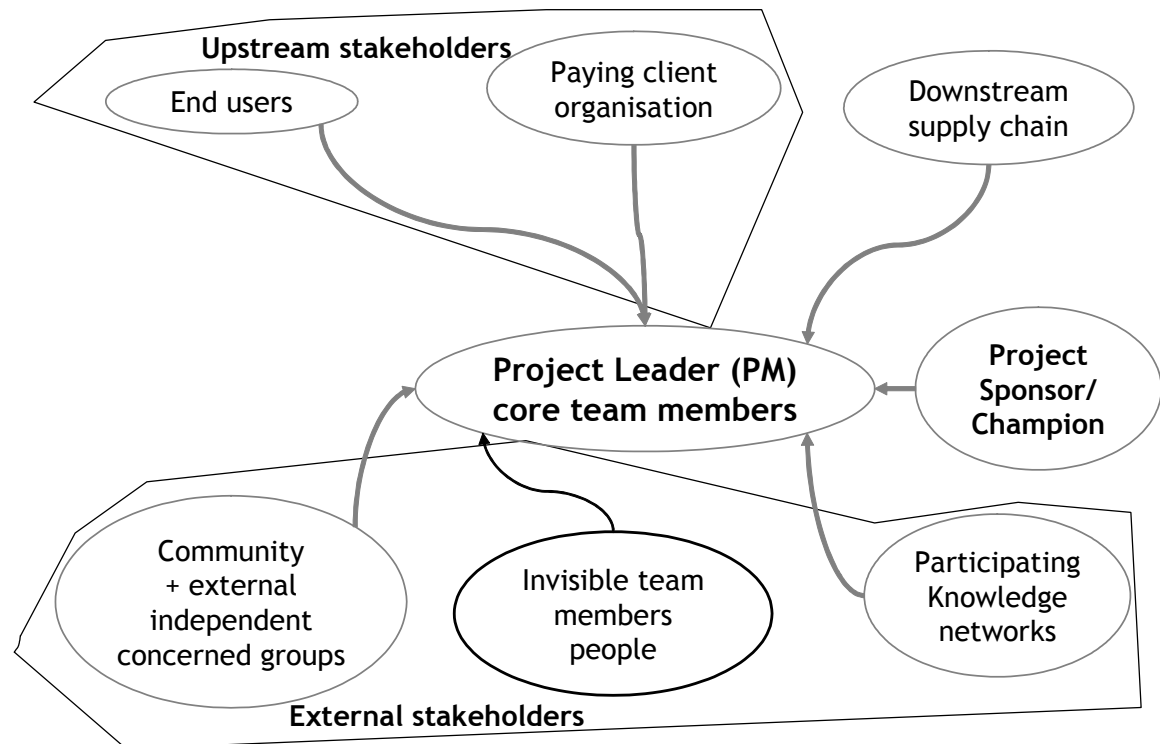 Upstream stakeholders
End users
Paying client
organisation
Downstream
supply chain
Project Leader (PM)
core team members
Project
Sponsor/
Champion
Community
+ external
independent
concerned groups
Invisible team
members
people
Participating
Knowledge
networks
External stakeholders